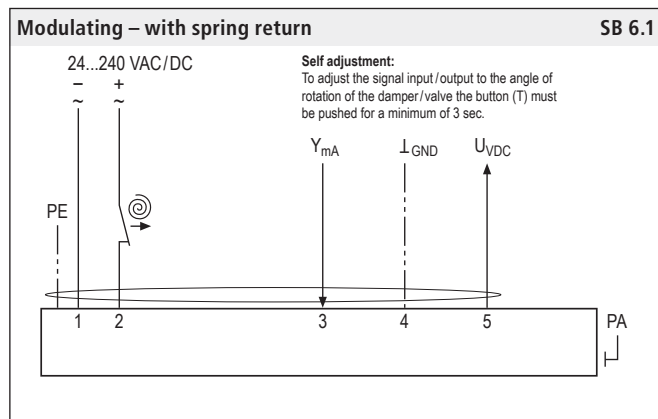 Modulating – with spring return SB 6.1
24...240 VAC/DC
– +
~ ~
Self adjustment:
To adjust the signal input/output to the angle of
rotation of the damper/valve the button (T) must
be pushed for a minimum of 3 sec.
YmA ⊥GND UVDC
PE
1 2 3 4 5 PA